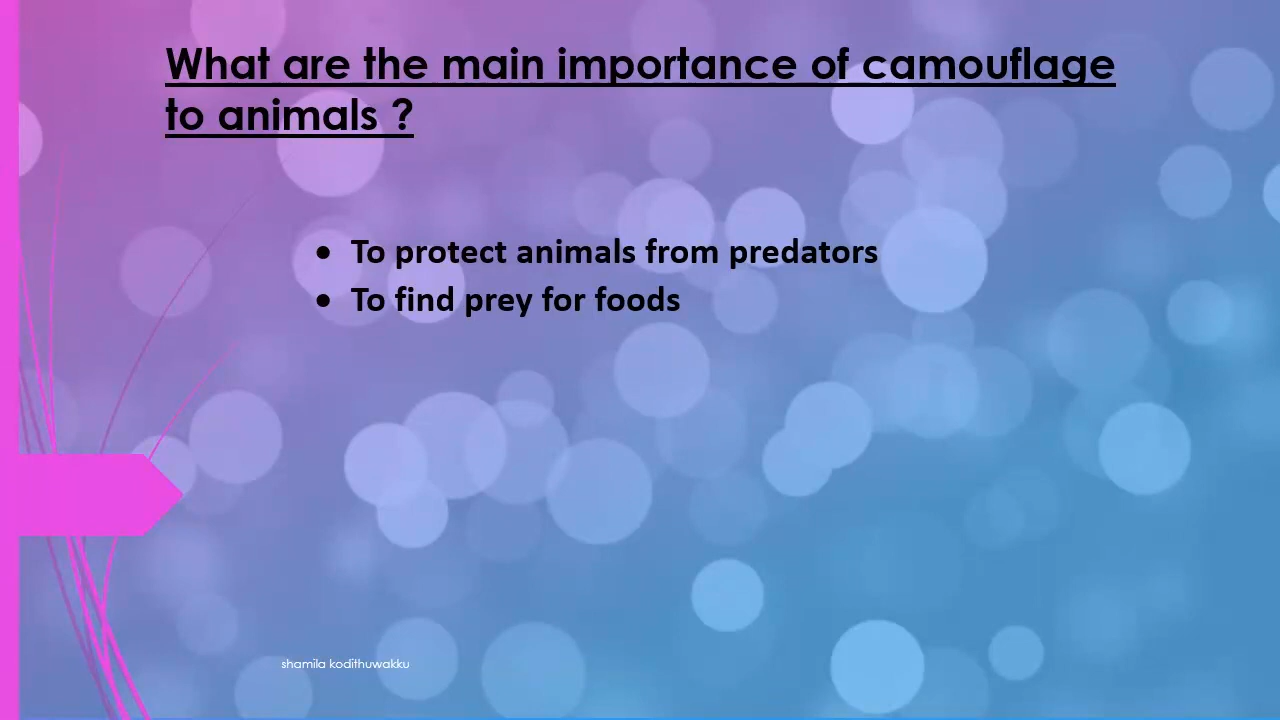 What are the main importance of camouflage
to animals ?
• To protect animals from predators
• To find prey for foods
shamila kodithuwakku